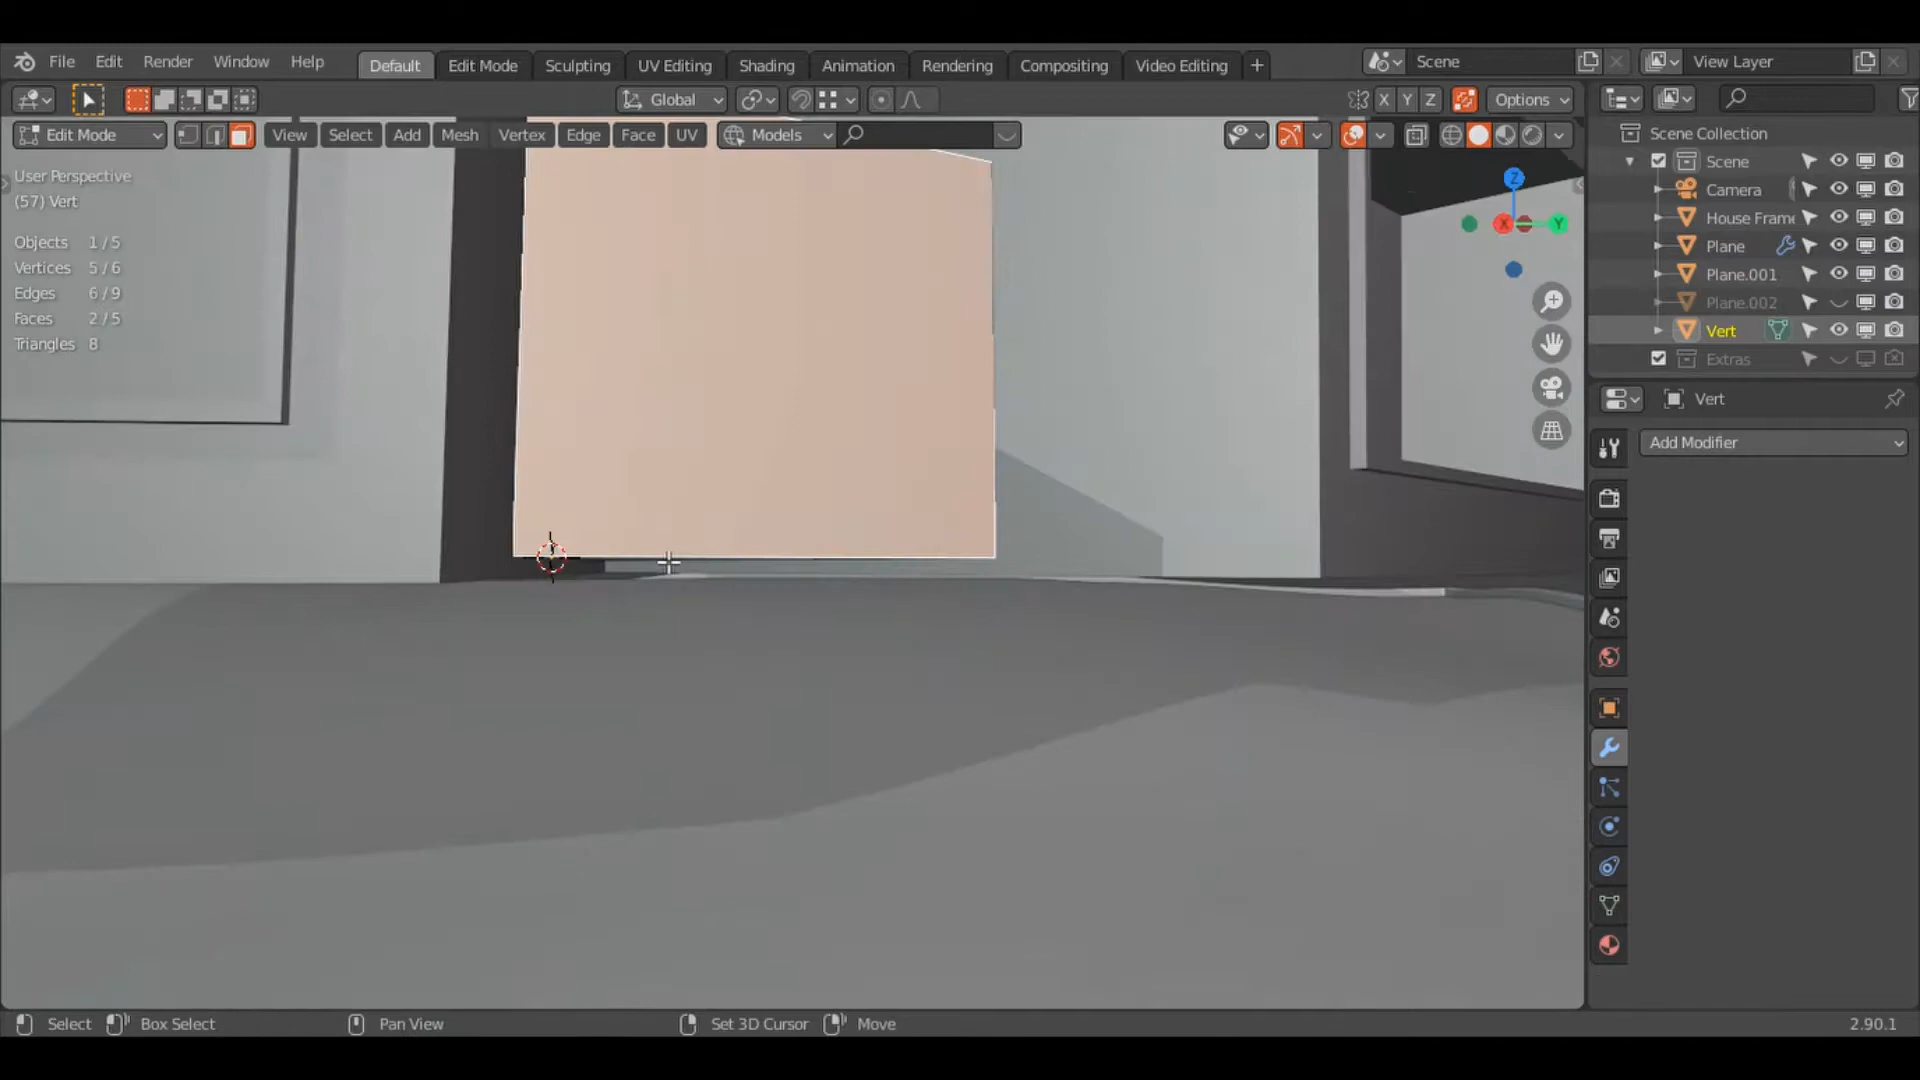 File Edit Render Window Help Default Edit Mode Sculpting UV Editing Shading Animation Rendering Compositing Video Editing + Scene View Layer
Global X Y Z Options
Edit Mode View Select Add Mesh Vertex Edge Face UV Models
User Perspective
(57) Vert
Objects 1/5
Vertices 5/6
Edges 6/9
Faces 2/5
Triangles 8
Z
X
Y
Scene Collection
Scene
Camera
House Frame
Plane
Plane.001
Plane.002
Vert
Extras
Vert
Add Modifier
Select Box Select Pan View Set 3D Cursor Move 2.90.1